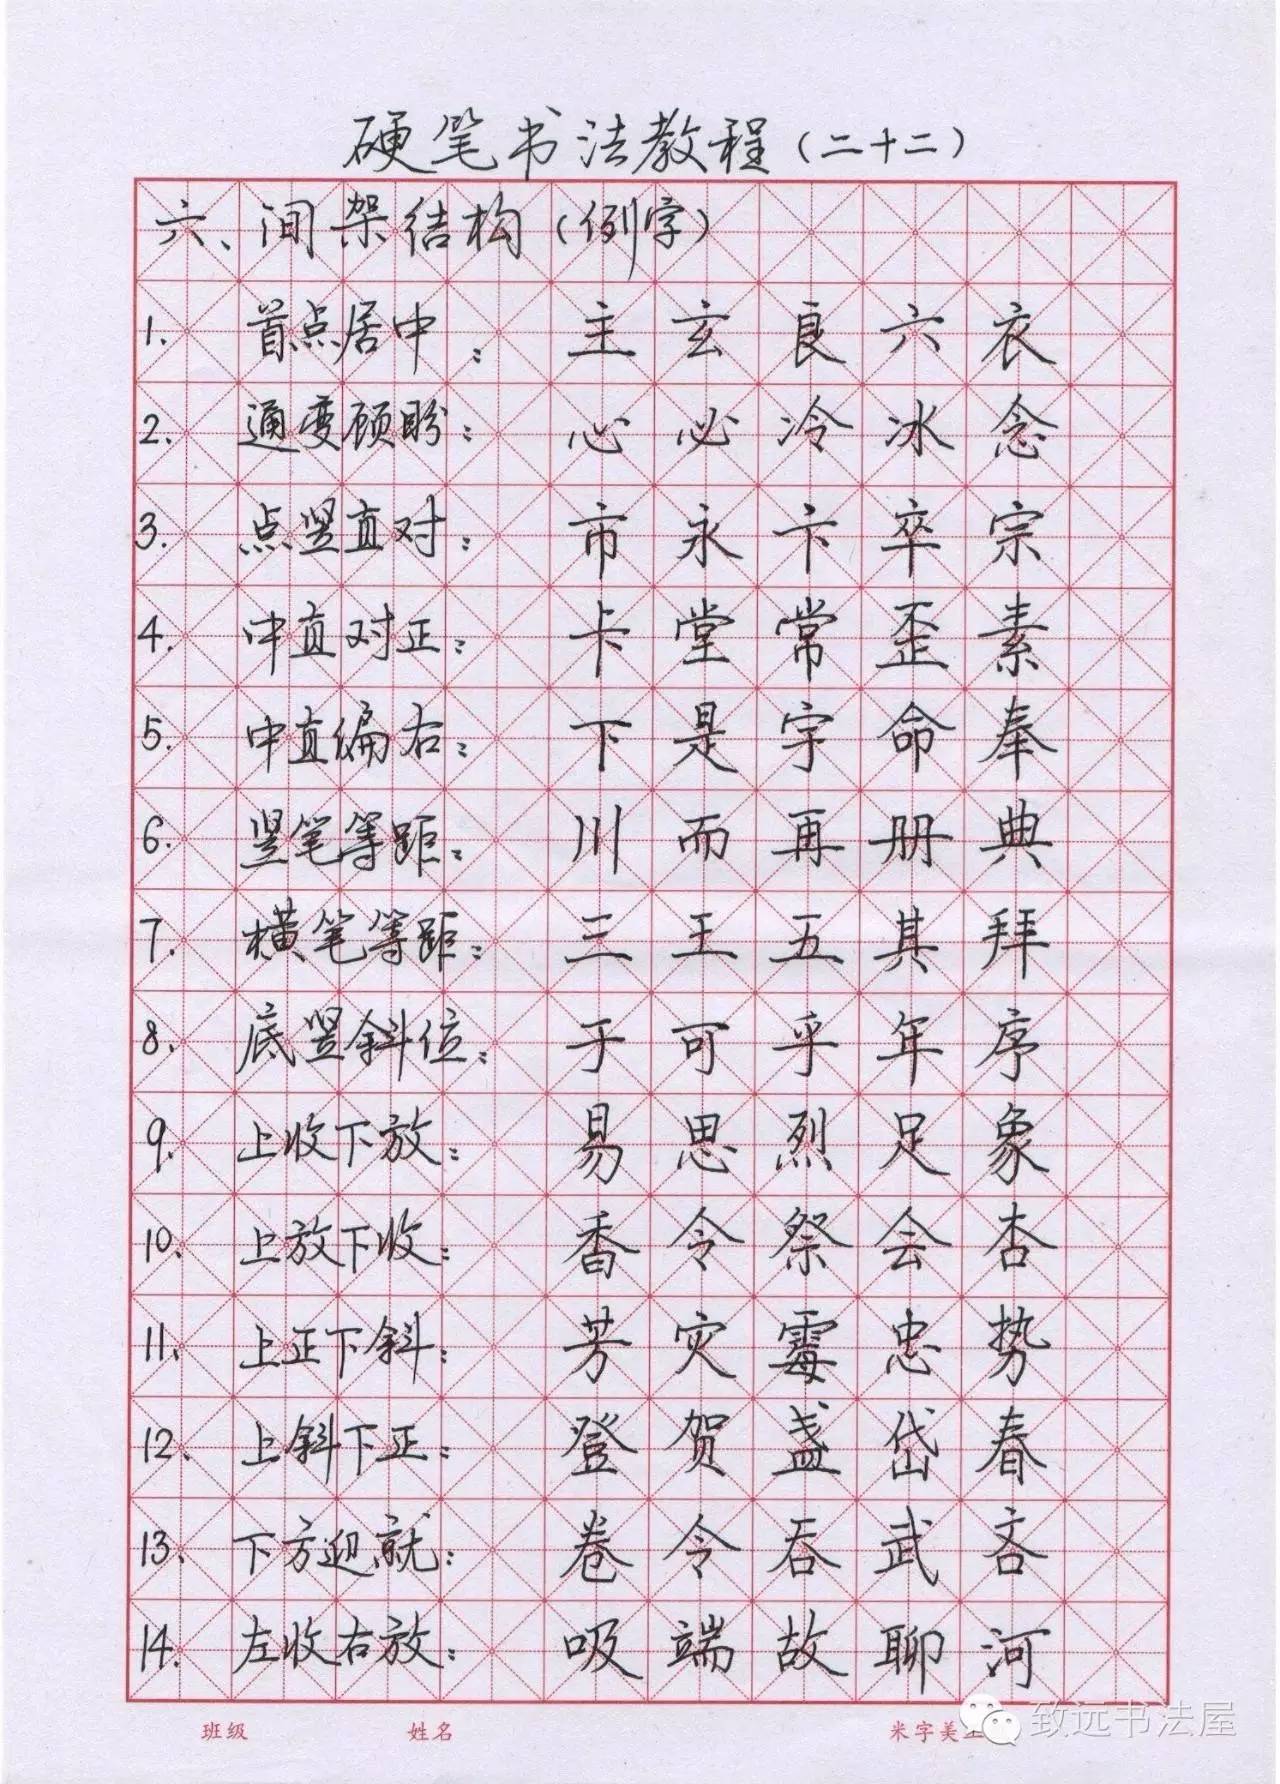 硬笔书法教程(二十二)
六、间架结构(例字)
1. 首点居中: 主玄良六衣
2. 通变顾盼: 心必冷冰念
3. 点竖直对: 市永卞卒宗
4. 中直对正: 卡堂常歪素
5. 中直偏右: 下是字命奉
6. 竖笔等距: 川而再册典
7. 横笔等距: 三王五其拜
8. 底竖斜位: 于可乎年序
9. 上收下放: 易思烈足象
10. 上放下收: 香令祭会杏
11. 上正下斜: 芳灾霉忠势
12. 上斜下正: 登贺盏岱春
13. 下方迎就: 卷令吞武吝
14. 左收右放: 吸端故聊河
班级 姓名 米字美工
致远书法屋